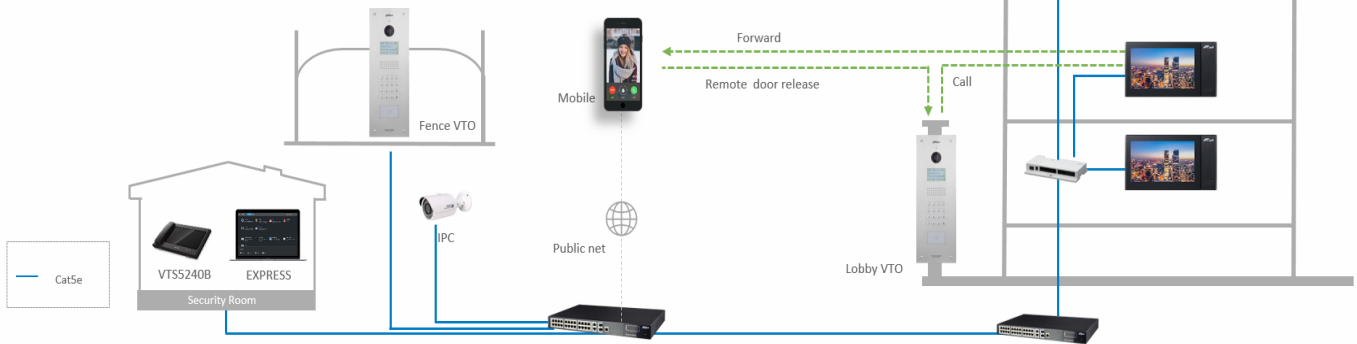 Forward
Remote door release
Call
Mobile
Fence VTO
IPC
Public net
Lobby VTO
VTS5240B
EXPRESS
Cat5e
Security Room